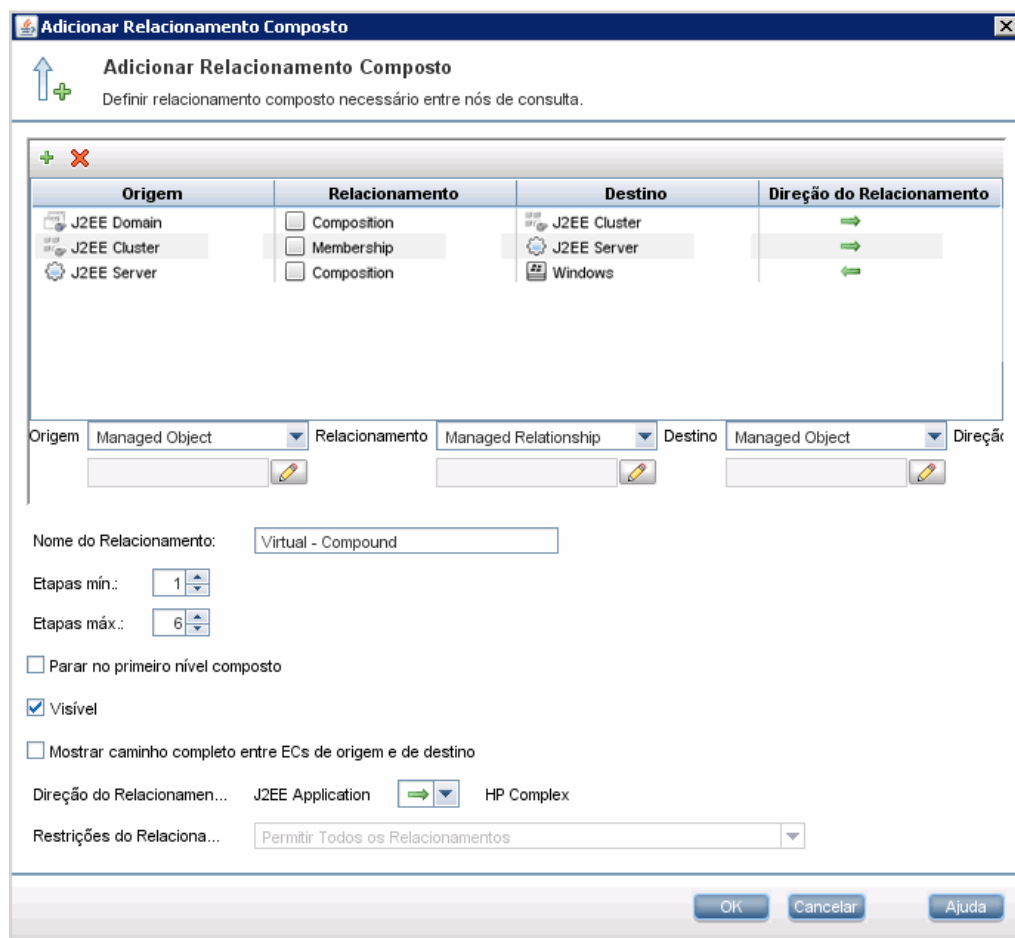 Adicionar Relacionamento Composto
Adicionar Relacionamento Composto
Definir relacionamento composto necessário entre nós de consulta.
Origem Relacionamento Destino Direção do Relacionamento
J2EE Domain Composition J2EE Cluster
J2EE Cluster Membership J2EE Server
J2EE Server Composition Windows
Origem Managed Object Relacionamento Managed Relationship Destino Managed Object Direçã
Nome do Relacionamento: Virtual - Compound
Etapas mín.: 1
Etapas máx.: 6
Parar no primeiro nível composto
Visível
Mostrar caminho completo entre ECs de origem e de destino
Direção do Relacionamen... J2EE Application HP Complex
Restrições do Relaciona... Permitir Todos os Relacionamentos
OK Cancelar Ajuda